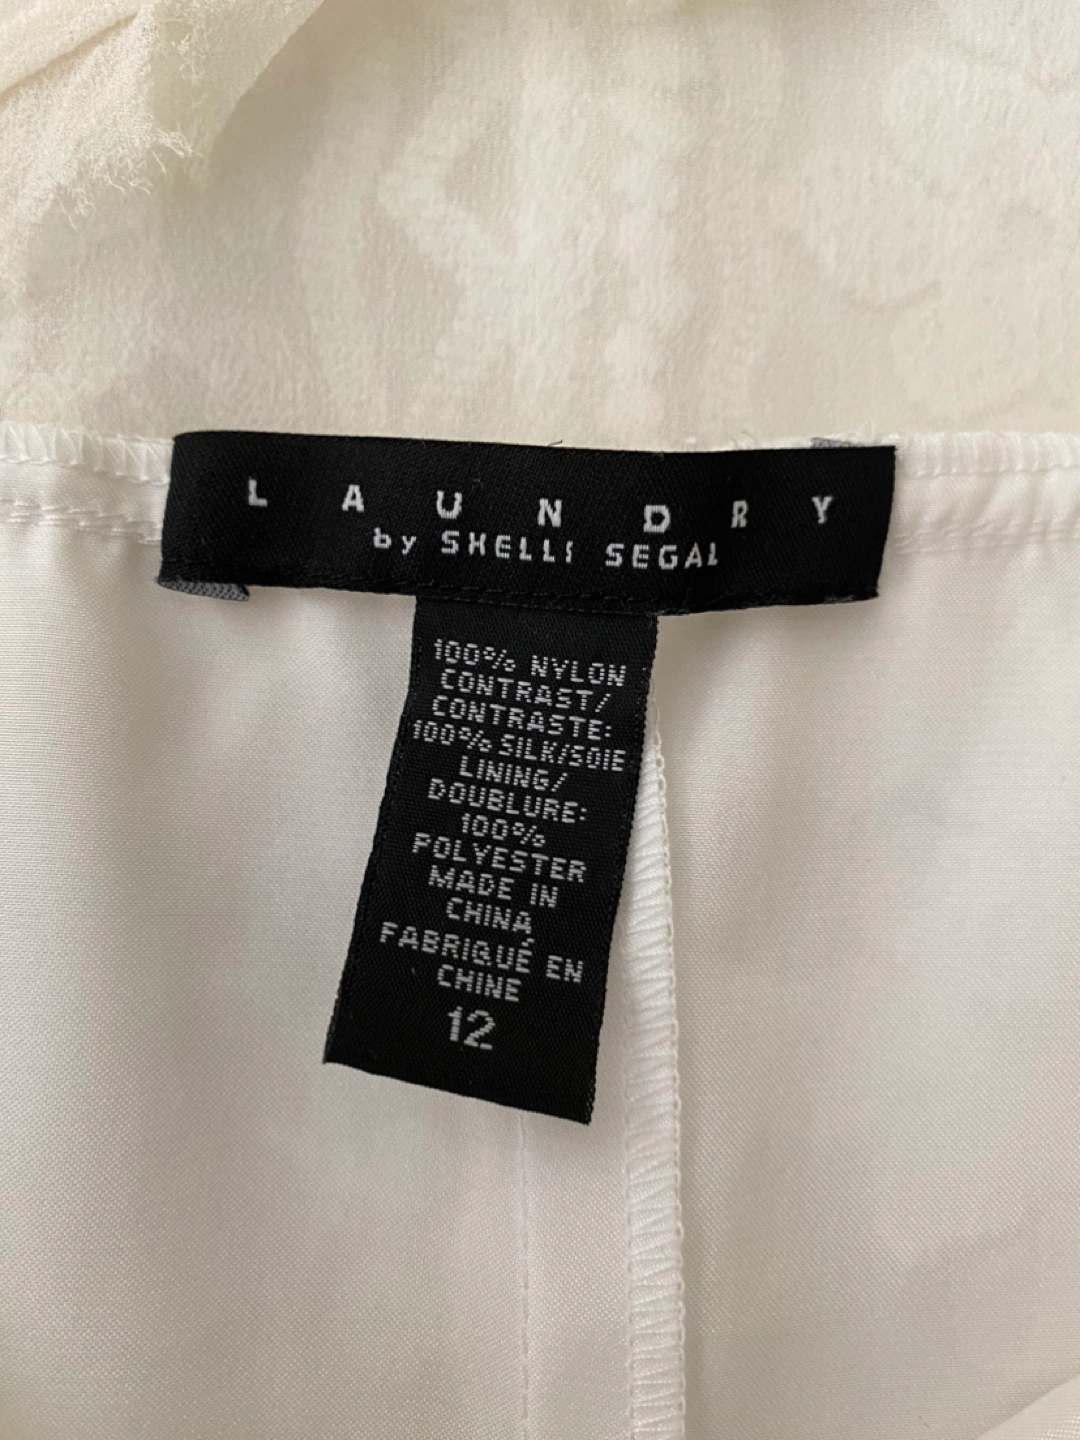 LAUNDRY
by SHELLI SEGAL
100% NYLON
CONTRAST/
CONTRASTE:
100% SILK/SOIE
LINING/
DOUBLURE:
100%
POLYESTER
MADE IN
CHINA
FABRIQUÉ EN
CHINE
12